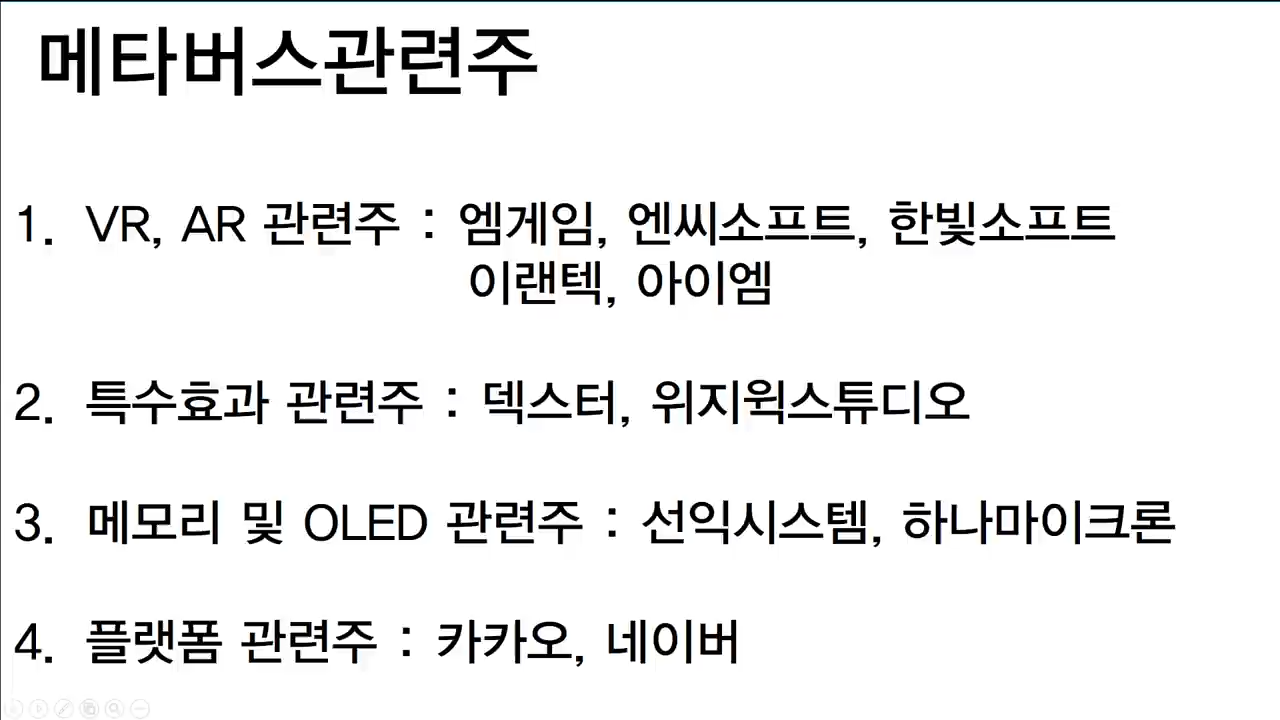 메타버스관련주
1. VR, AR 관련주 : 엠게임, 엔씨소프트, 한빛소프트
이랜텍, 아이엠
2. 특수효과 관련주 : 덱스터, 위지윅스튜디오
3. 메모리 및 OLED 관련주 : 선익시스템, 하나마이크론
4. 플랫폼 관련주 : 카카오, 네이버